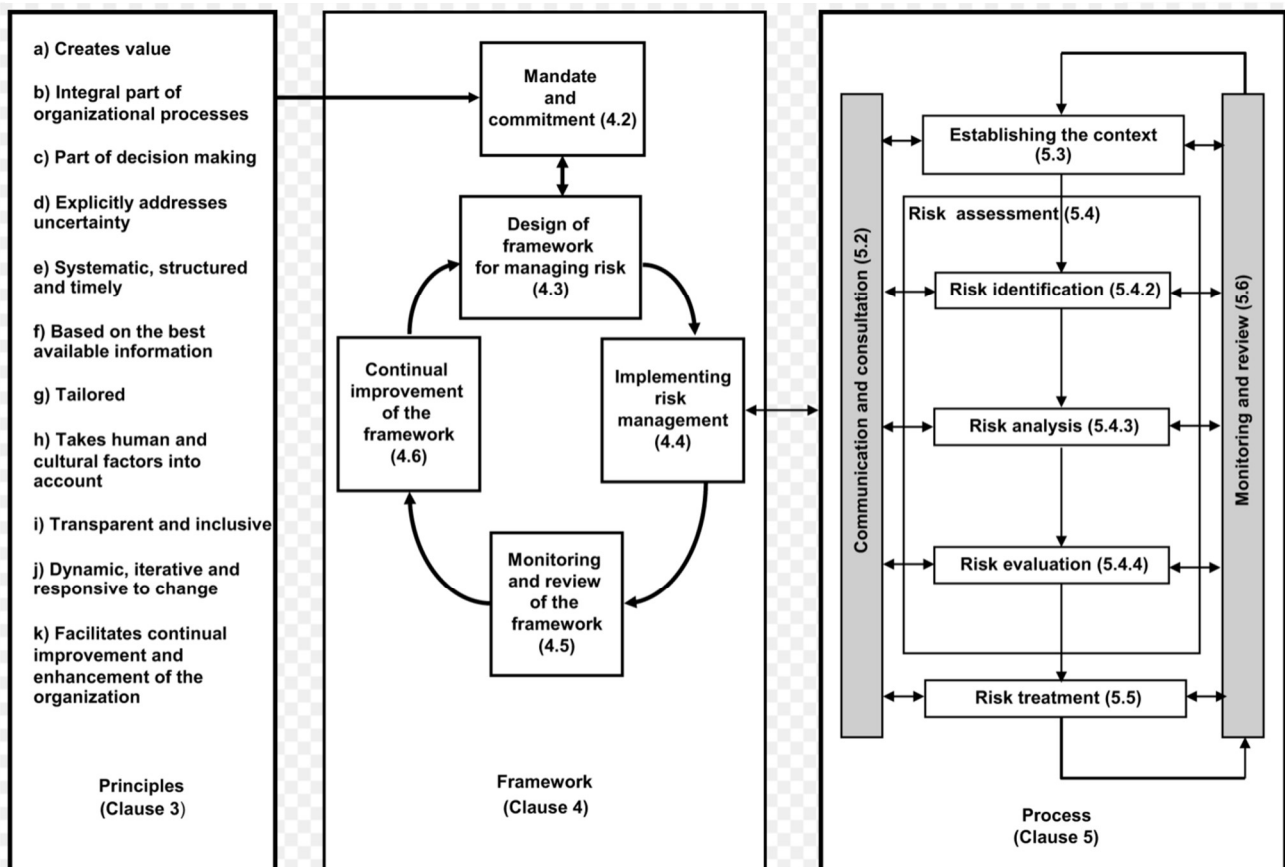 a) Creates value
b) Integral part of
organizational processes
c) Part of decision making
d) Explicitly addresses
uncertainty
e) Systematic, structured
and timely
f) Based on the best
available information
g) Tailored
h) Takes human and
cultural factors into
account
i) Transparent and inclusive
j) Dynamic, iterative and
responsive to change
k) Facilitates continual
improvement and
enhancement of the
organization
Principles
(Clause 3)
Mandate
and
commitment (4.2)
Design of
framework
for managing risk
(4.3)
Continual
improvement
of the
framework
(4.6)
Implementing
risk
management
(4.4)
Monitoring
and review
of the
framework
(4.5)
Framework
(Clause 4)
Communication and consultation (5.2)
Establishing the context
(5.3)
Risk assessment (5.4)
Risk identification (5.4.2)
Risk analysis (5.4.3)
Risk evaluation (5.4.4)
Risk treatment (5.5)
Monitoring and review (5.6)
Process
(Clause 5)